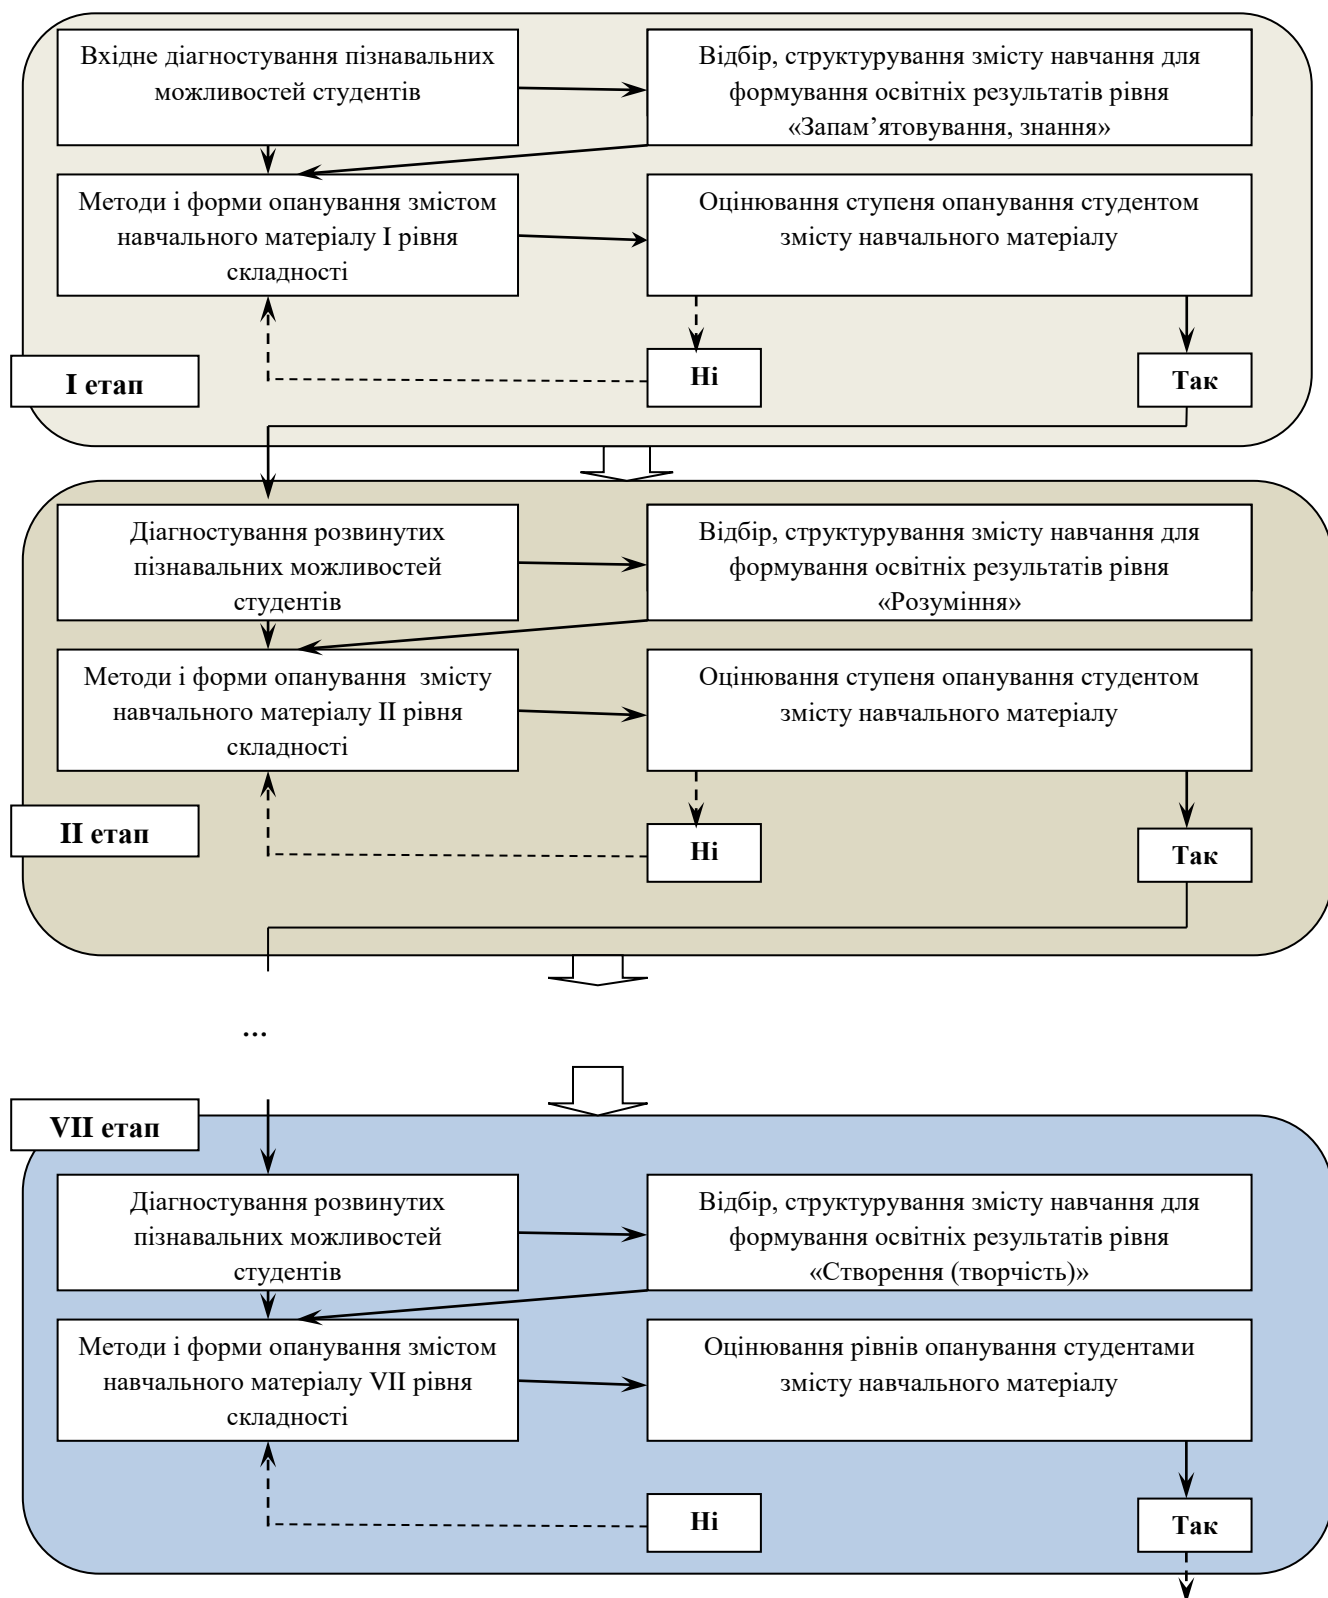 Вхідне діагностування пізнавальних
можливостей студентів
Відбір, структурування змісту навчання для
формування освітніх результатів рівня
«Запам’ятовування, знання»
Методи і форми опанування змістом
навчального матеріалу I рівня
складності
Оцінювання ступеня опанування студентом
змісту навчального матеріалу
I етап
Ні
Так
Діагностування розвинутих
пізнавальних можливостей
студентів
Відбір, структурування змісту навчання для
формування освітніх результатів рівня
«Розуміння»
Методи і форми опанування  змісту
навчального матеріалу II рівня
складності
Оцінювання ступеня опанування студентом
змісту навчального матеріалу
II етап
Ні
Так
...
VII етап
Діагностування розвинутих
пізнавальних можливостей
студентів
Відбір, структурування змісту навчання для
формування освітніх результатів рівня
«Створення (творчість)»
Методи і форми опанування змістом
навчального матеріалу VII рівня
складності
Оцінювання рівнів опанування студентами
змісту навчального матеріалу
Ні
Так